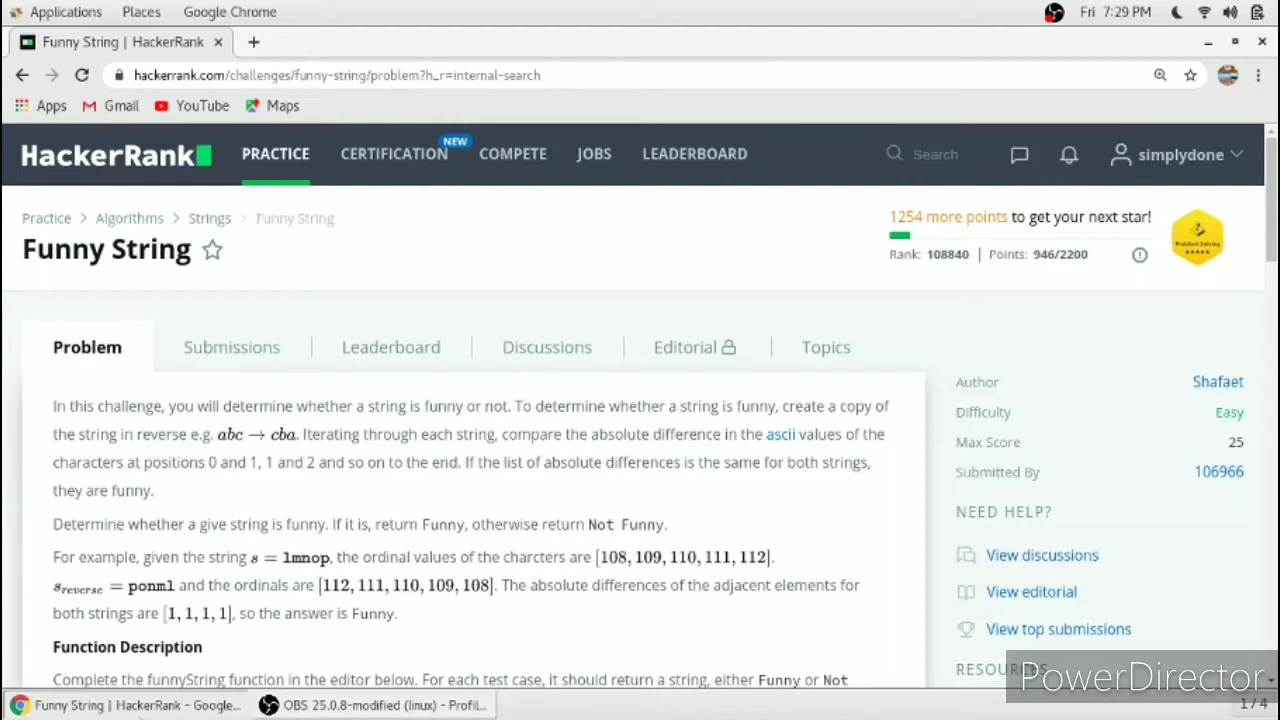 Applications Places Google Chrome Fri 7:29 PM
Funny String | HackerRank
hackerrank.com/challenges/funny-string/problem?h_r=internal-search
Apps Gmail YouTube Maps
NEW
HackerRank PRACTICE CERTIFICATION COMPETE JOBS LEADERBOARD Search simplydone
Practice > Algorithms > Strings > Funny String
1254 more points to get your next star!
Funny String
Rank: 108840 | Points: 946/2200
Problem Solving
Problem Submissions Leaderboard Discussions Editorial Topics
In this challenge, you will determine whether a string is funny or not. To determine whether a string is funny, create a copy of
the string in reverse e.g. abc → cba. Iterating through each string, compare the absolute difference in the ascii values of the
characters at positions 0 and 1, 1 and 2 and so on to the end. If the list of absolute differences is the same for both strings,
they are funny.
Determine whether a give string is funny. If it is, return Funny, otherwise return Not Funny.
For example, given the string s = lmnop, the ordinal values of the charcters are [108, 109, 110, 111, 112].
s_reverse = ponml and the ordinals are [112, 111, 110, 109, 108]. The absolute differences of the adjacent elements for
both strings are [1, 1, 1, 1], so the answer is Funny.
Function Description
Complete the funnyString function in the editor below. For each test case, it should return a string, either Funny or Not
Author Shafaet
Difficulty Easy
Max Score 25
Submitted By 106966
NEED HELP?
View discussions
View editorial
View top submissions
RESOURCES
PowerDirector
Funny String | HackerRank - Google... OBS 25.0.8-modified (linux) - Profil... 1 / 4